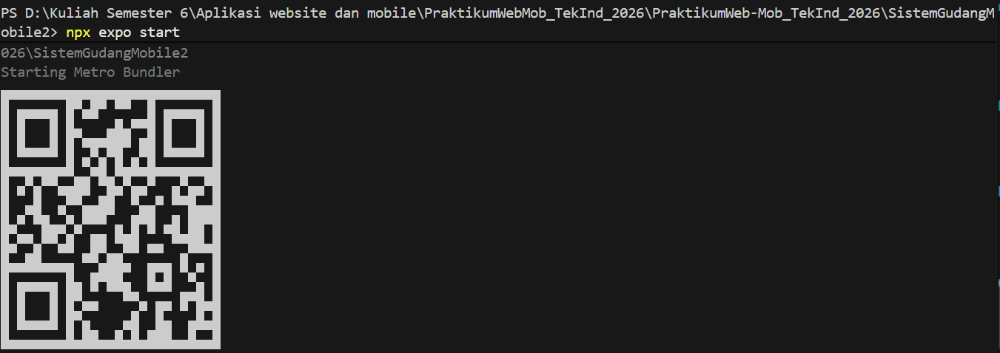 PS D:\Kuliah Semester 6\Aplikasi website dan mobile\PraktikumWebMob_TekInd_2026\PraktikumWeb-Mob_TekInd_2026\SistemGudangM
obile2> npx expo start
026\SistemGudangMobile2
Starting Metro Bundler